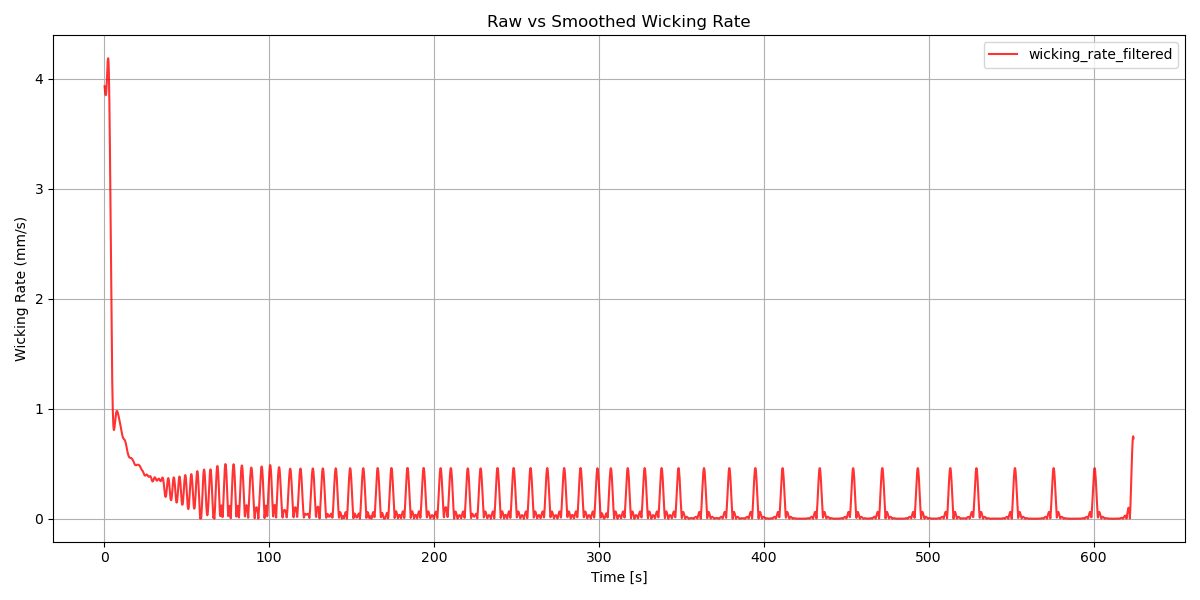 Raw vs Smoothed Wicking Rate
wicking_rate_filtered
Wicking Rate (mm/s)
4
3
2
1
0
0 100 200 300 400 500 600
Time [s]